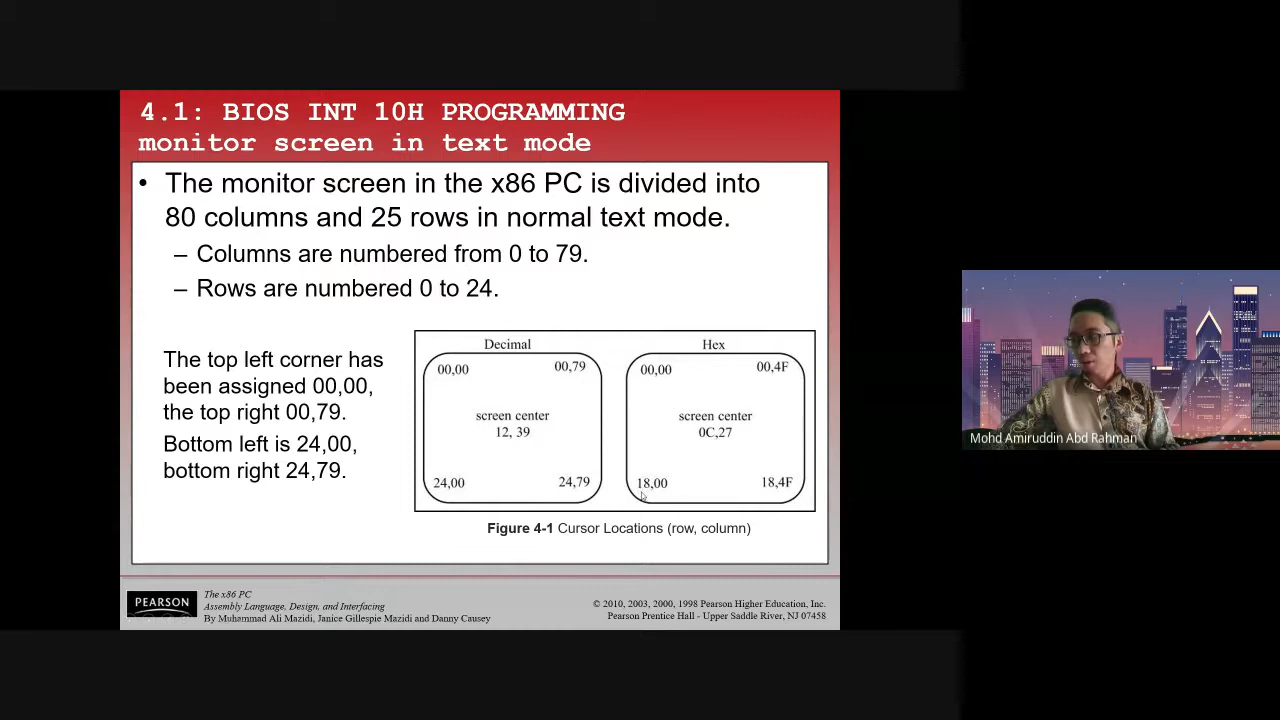 4.1: BIOS INT 10H PROGRAMMING
monitor screen in text mode
• The monitor screen in the x86 PC is divided into
80 columns and 25 rows in normal text mode.
– Columns are numbered from 0 to 79.
– Rows are numbered 0 to 24.
The top left corner has
been assigned 00,00,
the top right 00,79.
Bottom left is 24,00,
bottom right 24,79.
Decimal
00,00 00,79
screen center
12, 39
24,00 24,79
Hex
00,00 00,4F
screen center
0C,27
18,00 18,4F
Figure 4-1 Cursor Locations (row, column)
Mohd Amiruddin Abd Rahman
PEARSON
The x86 PC
Assembly Language, Design, and Interfacing
By Muhammad Ali Mazidi, Janice Gillespie Mazidi and Danny Causey
© 2010, 2003, 2000, 1998 Pearson Higher Education, Inc.
Pearson Prentice Hall - Upper Saddle River, NJ 07458